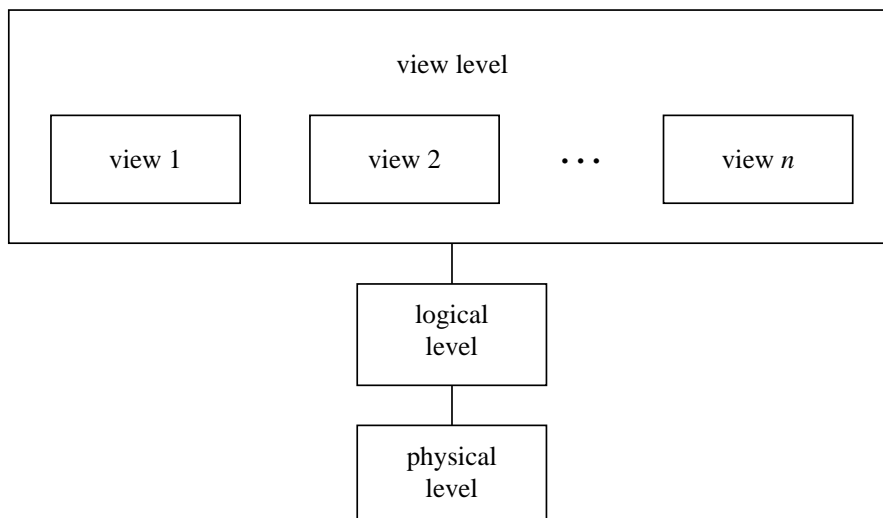 view level
view 1
view 2
...
view n
logical
level
physical
level